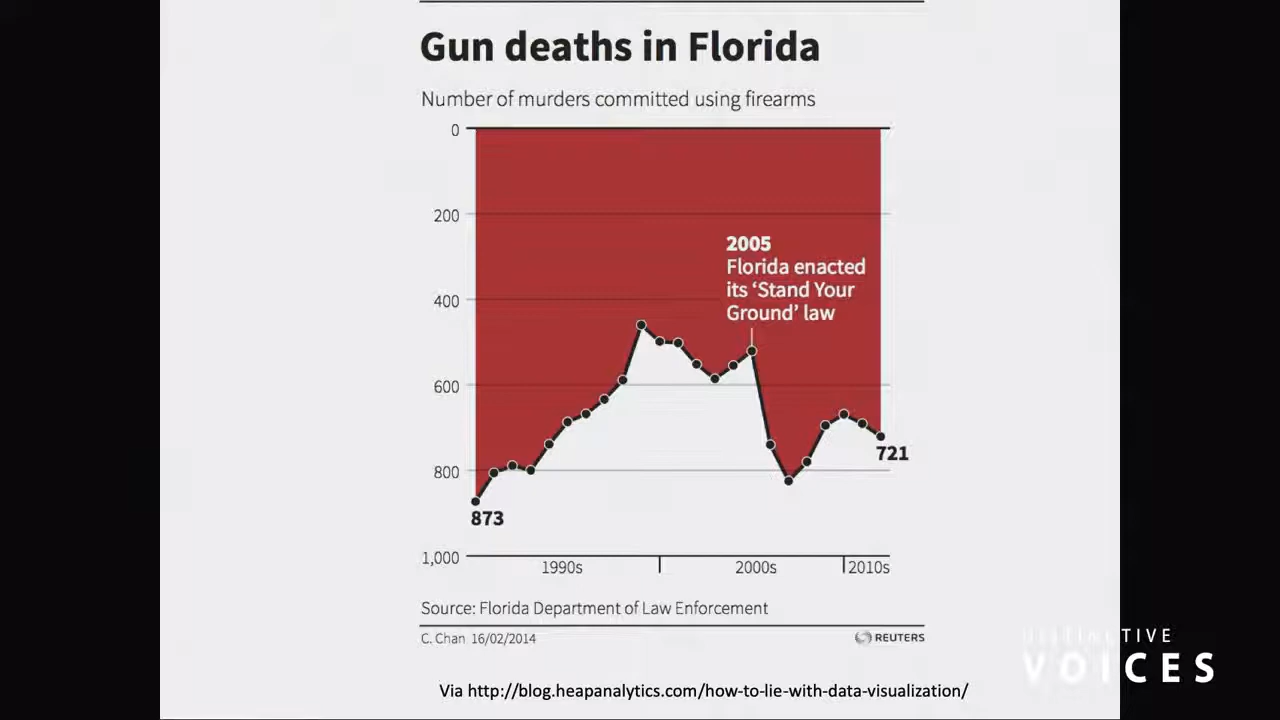 Gun deaths in Florida
Number of murders committed using firearms
0
200
400
600
800
1,000
2005
Florida enacted
its ‘Stand Your
Ground’ law
873
721
1990s
2000s
2010s
Source: Florida Department of Law Enforcement
C. Chan 16/02/2014
REUTERS
Via http://blog.heapanalytics.com/how-to-lie-with-data-visualization/
DISTINCTIVE
VOICES